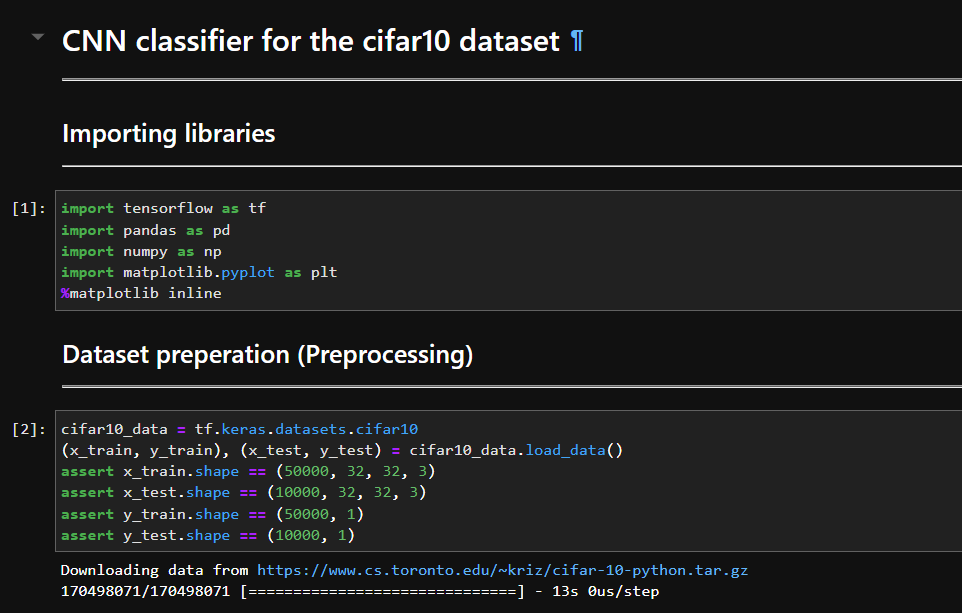 CNN classifier for the cifar10 dataset ¶
Importing libraries
[1]:
import tensorflow as tf
import pandas as pd
import numpy as np
import matplotlib.pyplot as plt
%matplotlib inline
Dataset preperation (Preprocessing)
[2]:
cifar10_data = tf.keras.datasets.cifar10
(x_train, y_train), (x_test, y_test) = cifar10_data.load_data()
assert x_train.shape == (50000, 32, 32, 3)
assert x_test.shape == (10000, 32, 32, 3)
assert y_train.shape == (50000, 1)
assert y_test.shape == (10000, 1)
Downloading data from https://www.cs.toronto.edu/~kriz/cifar-10-python.tar.gz
170498071/170498071 [==============================] - 13s 0us/step